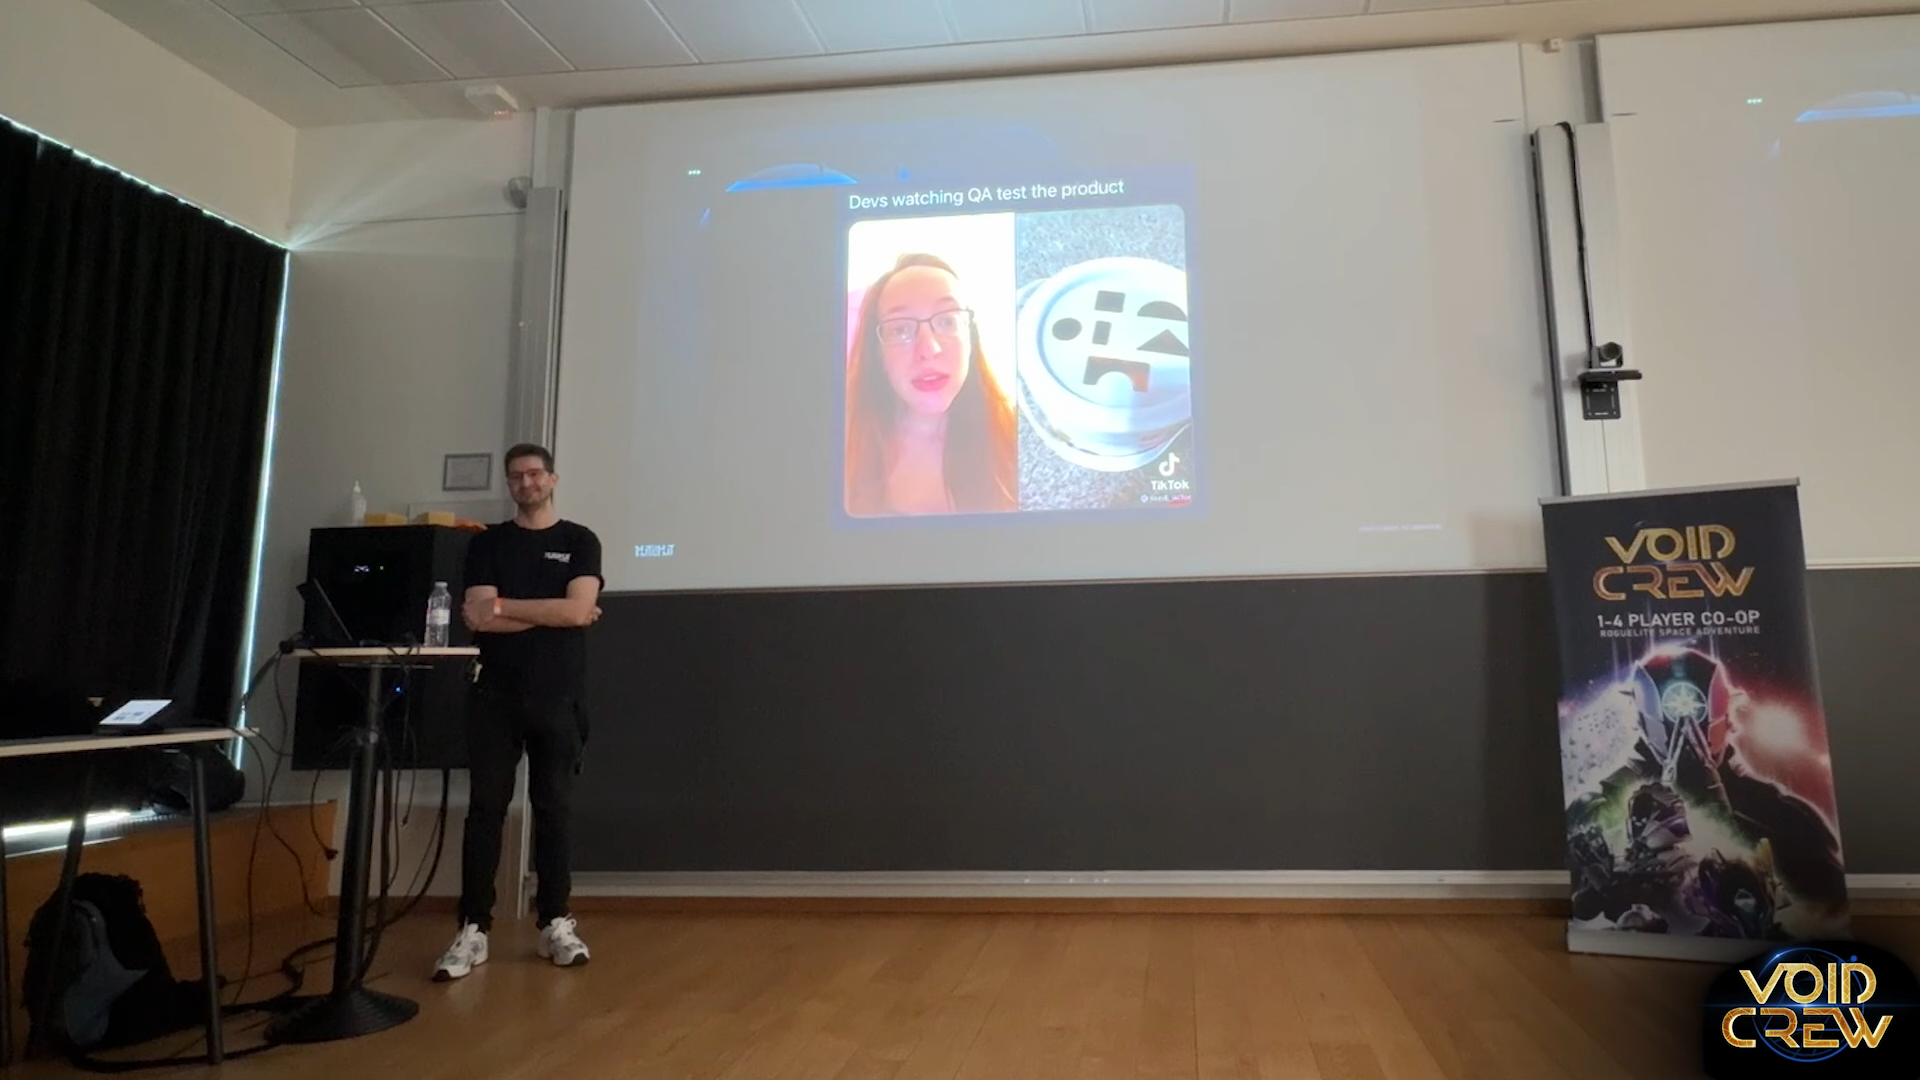 Devs watching QA test the product
TikTok
VOID
CREW
1-4 PLAYER CO-OP
ROGUELITE SPACE ADVENTURE
VOID
CREW